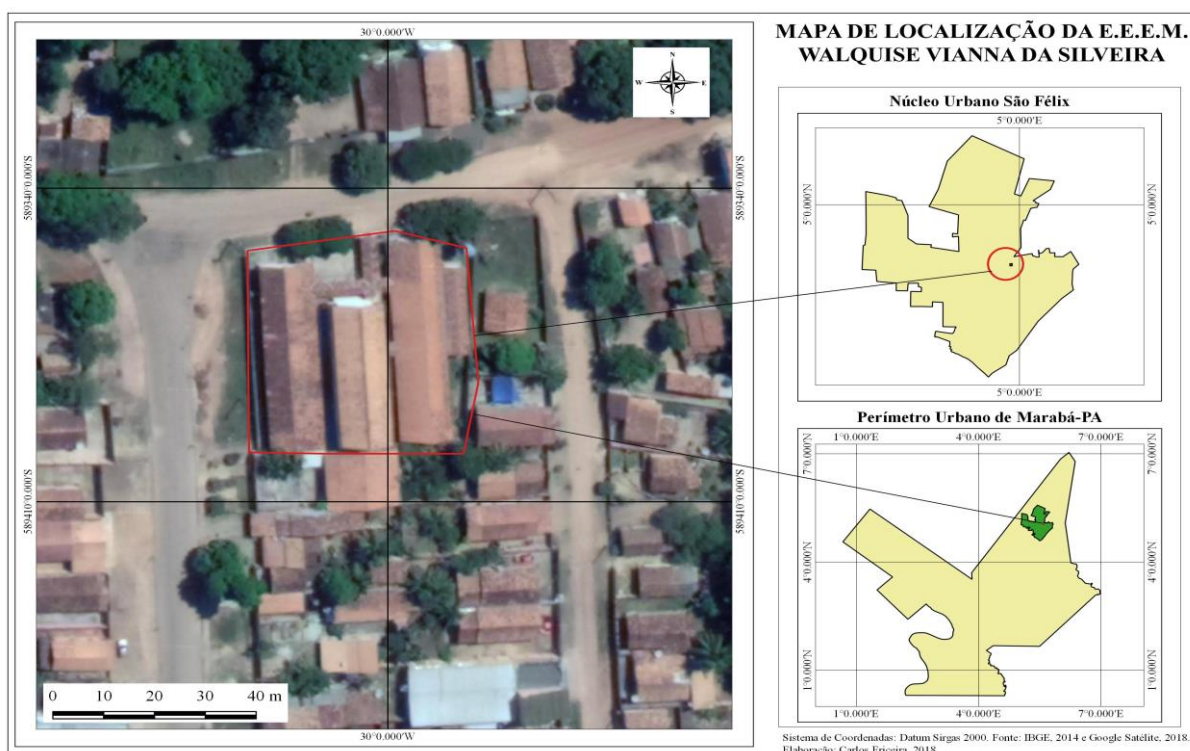 MAPA DE LOCALIZAÇÃO DA E.E.E.M.
WALQUISE VIANNA DA SILVEIRA
30°0.000'W
N
W E
S
589340°0.000'S
589340°0.000'S
589410°0.000'S
589410°0.000'S
0 10 20 30 40 m
30°0.000'W
Núcleo Urbano São Félix
5°0.000'E
5°0.000'N
5°0.000'N
5°0.000'E
Perímetro Urbano de Marabá-PA
1°0.000'E 4°0.000'E 7°0.000'E
7°0.000'N
7°0.000'N
4°0.000'N
4°0.000'N
1°0.000'N
1°0.000'N
1°0.000'E 4°0.000'E 7°0.000'E
Sistema de Coordenadas: Datum Sirgas 2000. Fonte: IBGE, 2014 e Google Satélite, 2018.
Elaboração: Carlos 2018